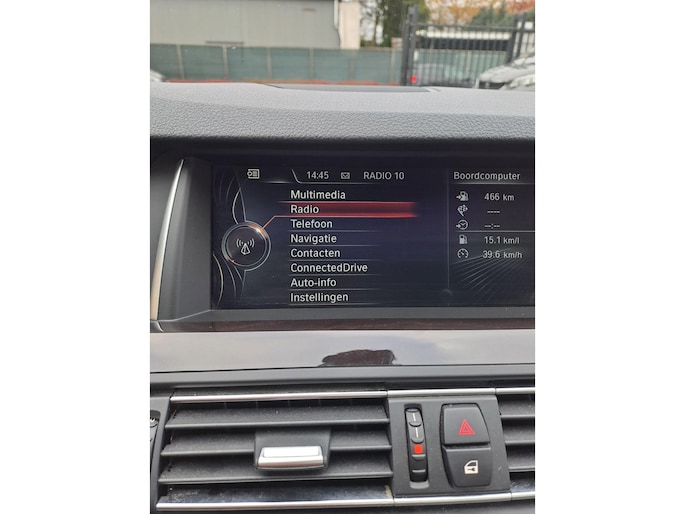 14:45 RADIO 10 Boordcomputer
Multimedia
Radio
Telefoon
Navigatie
Contacten
ConnectedDrive
Auto-info
Instellingen
466 km
----
--:--
15.1 km/l
39.6 km/h